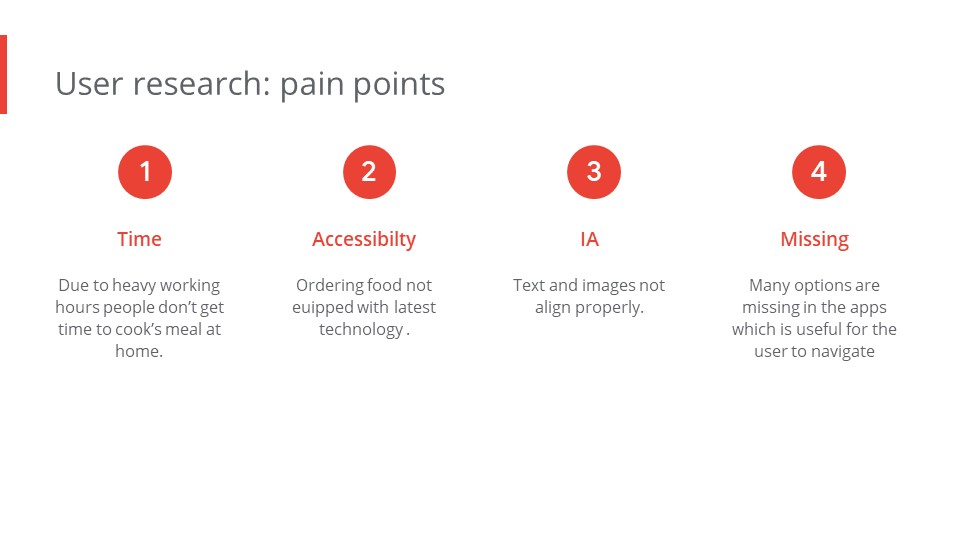 User research: pain points
1
Time
Due to heavy working
hours people don't get
time to cook's meal at
home.
2
Accessibilty
Ordering food not
euipped with latest
technology .
3
IA
Text and images not
align properly.
4
Missing
Many options are
missing in the apps
which is useful for the
user to navigate